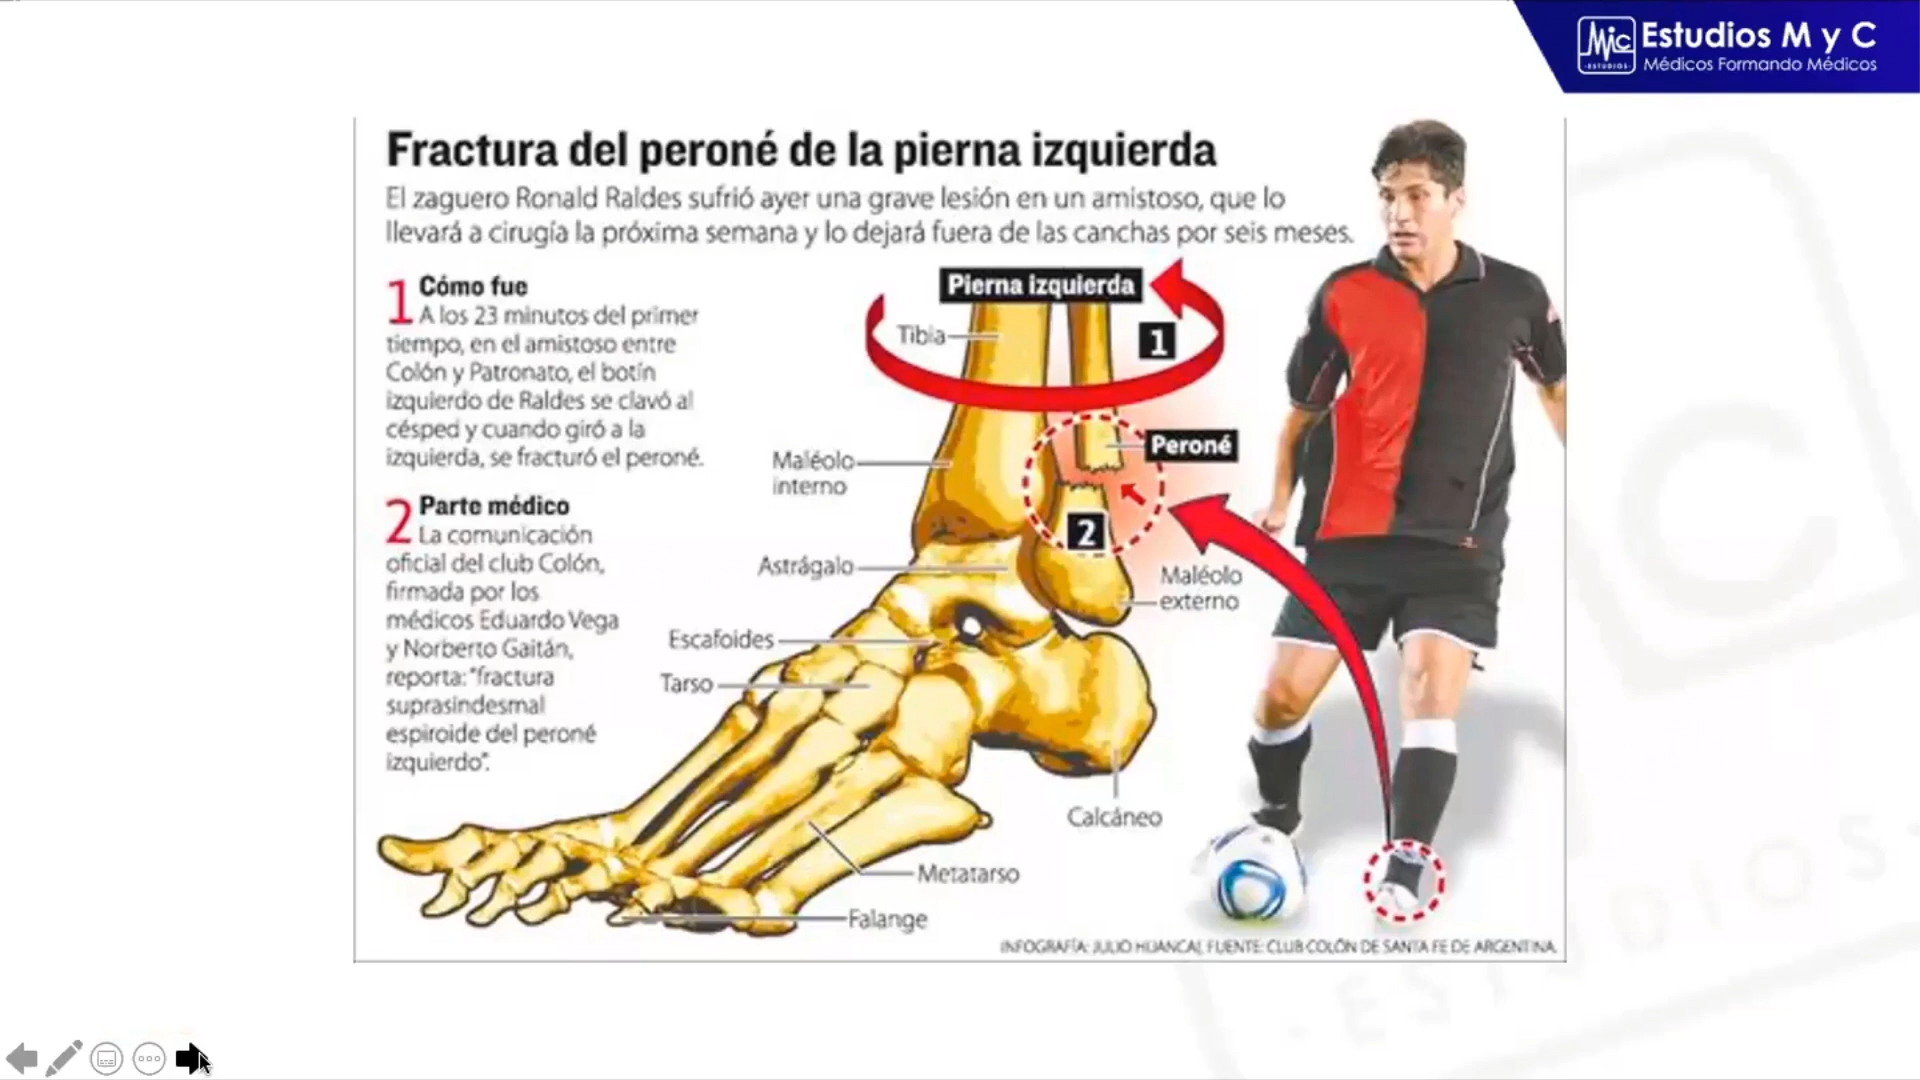 Mic
·ESTUDIOS·
Estudios M y C
Médicos Formando Médicos
Fractura del peroné de la pierna izquierda
El zaguero Ronald Raldes sufrió ayer una grave lesión en un amistoso, que lo
llevará a cirugía la próxima semana y lo dejará fuera de las canchas por seis meses.
1 Cómo fue
A los 23 minutos del primer
tiempo, en el amistoso entre
Colón y Patronato, el botín
izquierdo de Raldes se clavó al
césped y cuando giró a la
izquierda, se fracturó el peroné.
2 Parte médico
La comunicación
oficial del club Colón,
firmada por los
médicos Eduardo Vega
y Norberto Gaitán,
reporta: "fractura
suprasindesmal
espiroide del peroné
izquierdo".
Pierna izquierda
Tibia
1
Peroné
Maléolo
interno
2
Astrágalo
Maléolo
externo
Escafoides
Tarso
Calcáneo
Metatarso
Falange
INFOGRAFÍA: JULIO HUANCA, FUENTE: CLUB COLÓN DE SANTA FE DE ARGENTINA.
C
·ESTUDIOS·